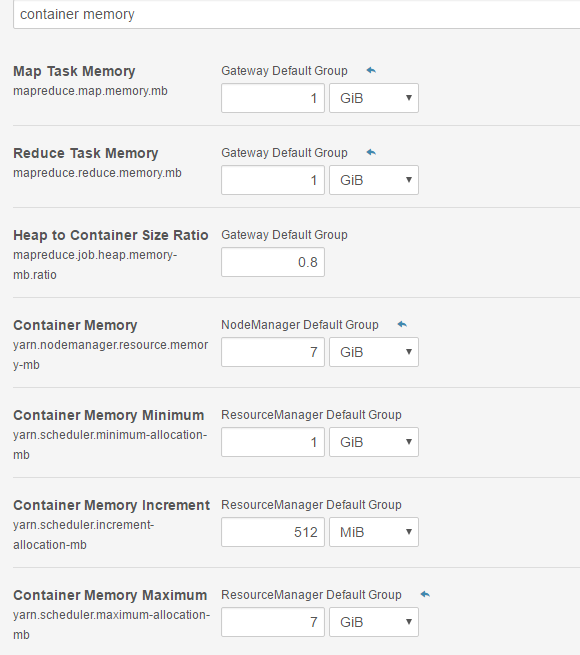 container memory
Map Task Memory Gateway Default Group
mapreduce.map.memory.mb
1 GiB
Reduce Task Memory Gateway Default Group
mapreduce.reduce.memory.mb
1 GiB
Heap to Container Size Ratio Gateway Default Group
mapreduce.job.heap.memory-
mb.ratio
0.8
Container Memory NodeManager Default Group
yarn.nodemanager.resource.memor
y-mb
7 GiB
Container Memory Minimum ResourceManager Default Group
yarn.scheduler.minimum-allocation-
mb
1 GiB
Container Memory Increment ResourceManager Default Group
yarn.scheduler.increment-
allocation-mb
512 MiB
Container Memory Maximum ResourceManager Default Group
yarn.scheduler.maximum-allocation-
mb
7 GiB